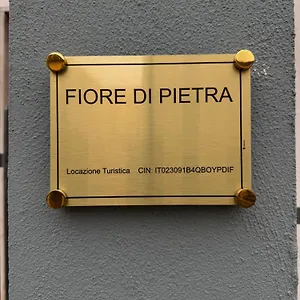 FIORE DI PIETRA
Locazione Turistica CIN: IT023091B4QBOYPDIF